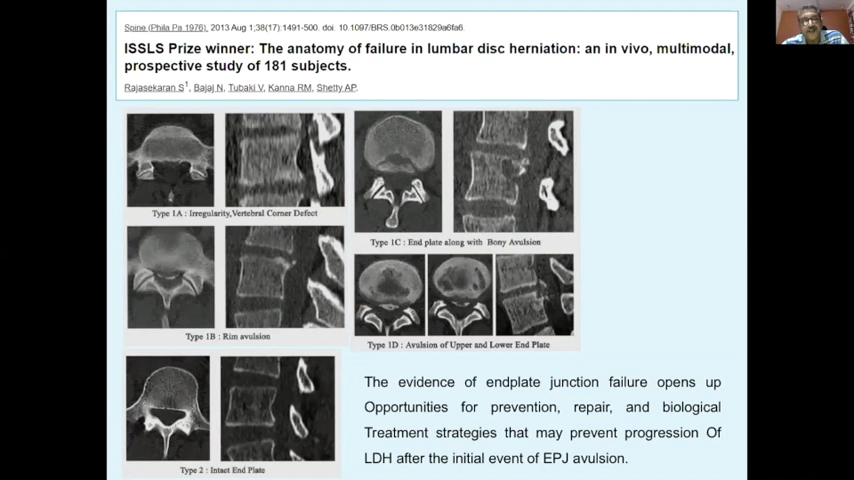 Spine (Phila Pa 1976), 2013 Aug 1;38(17):1491-500. doi: 10.1097/BRS.0b013e31829a6fa6.
ISSLS Prize winner: The anatomy of failure in lumbar disc herniation: an in vivo, multimodal,
prospective study of 181 subjects.
Rajasekaran S1, Bajaj N, Tubaki V, Kanna RM, Shetty AP.
Type 1A : Irregularity,Vertebral Corner Defect
Type 1B : Rim avulsion
Type 2 : Intact End Plate
Type 1C : End plate along with Bony Avulsion
Type 1D : Avulsion of Upper and Lower End Plate
The evidence of endplate junction failure opens up
Opportunities for prevention, repair, and biological
Treatment strategies that may prevent progression Of
LDH after the initial event of EPJ avulsion.